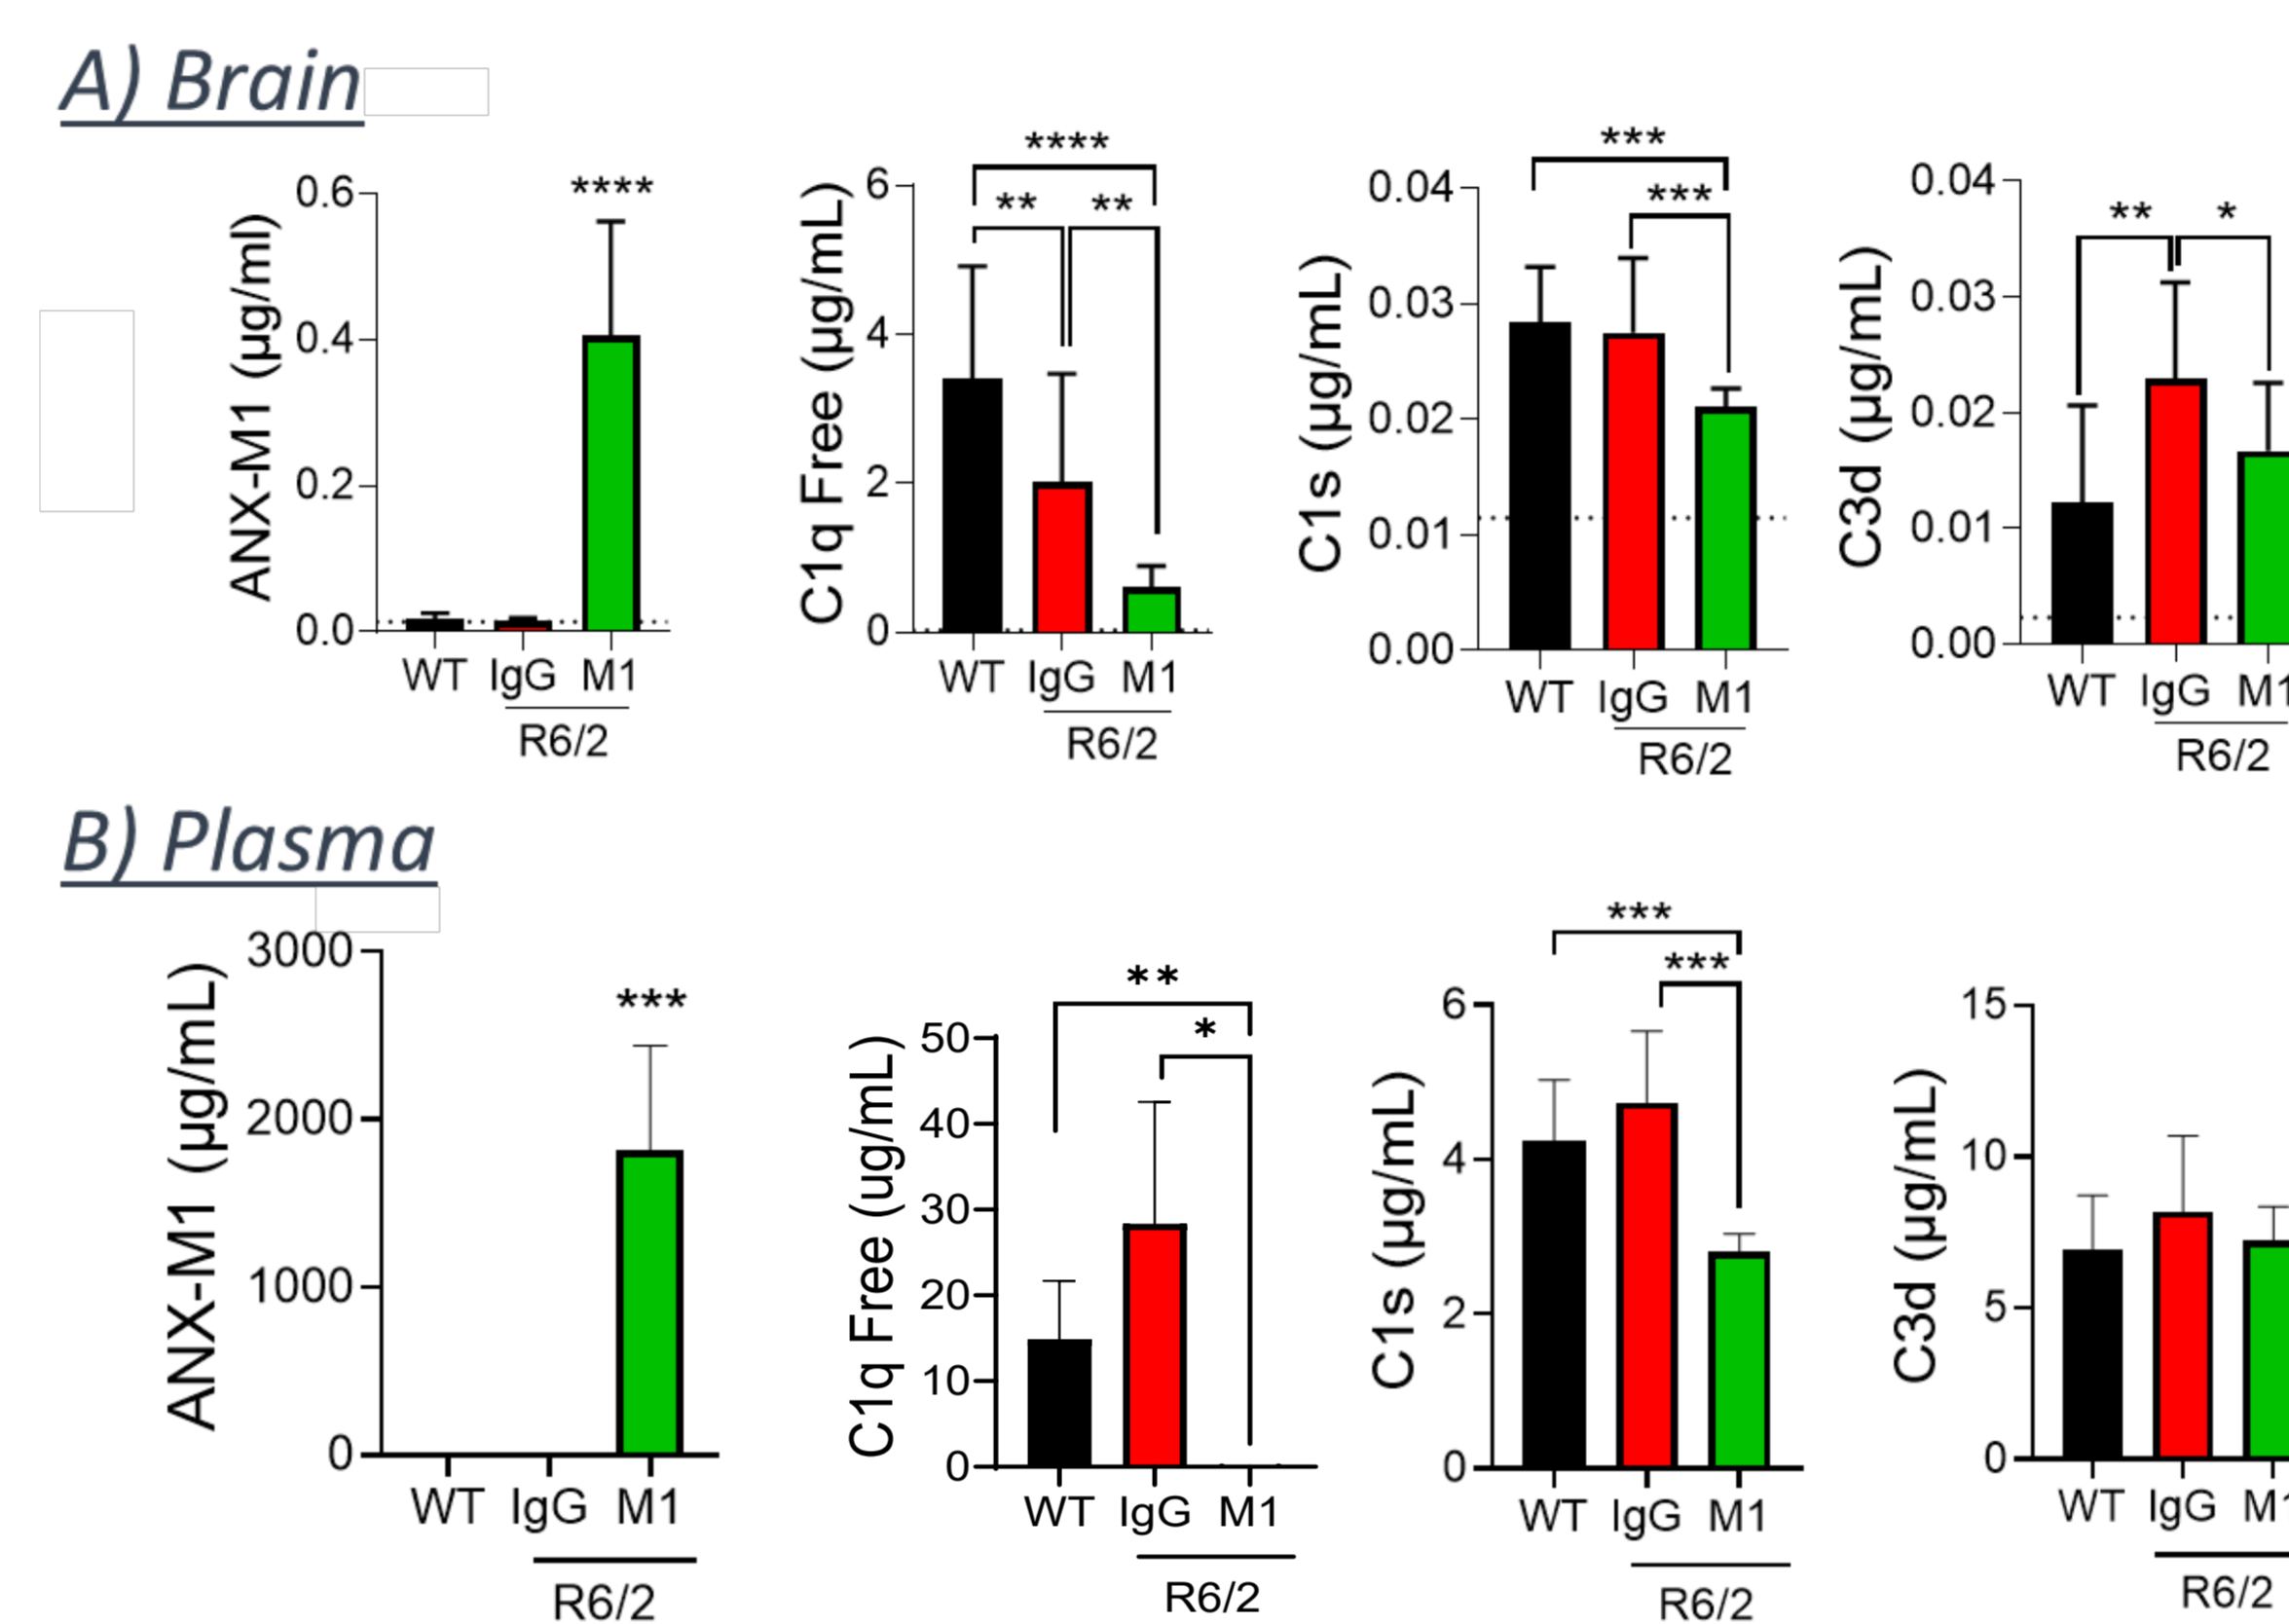 A) Brain
ANX-M1 (µg/ml)
0.6
0.4
0.2
0.0
****
WT IgG M1
R6/2
C1q Free (µg/mL)
6
4
2
0
****
** **
WT IgG M1
R6/2
C1s (µg/mL)
0.04
0.03
0.02
0.01
0.00
***
***
WT IgG M1
R6/2
C3d (µg/mL)
0.04
0.03
0.02
0.01
0.00
** *
WT IgG M1
R6/2
B) Plasma
ANX-M1 (µg/mL)
3000
2000
1000
0
***
WT IgG M1
R6/2
C1q Free (ug/mL)
50
40
30
20
10
0
**
*
WT IgG M1
R6/2
C1s (µg/mL)
6
4
2
0
***
***
WT IgG M1
R6/2
C3d (µg/mL)
15
10
5
0
WT IgG M1
R6/2